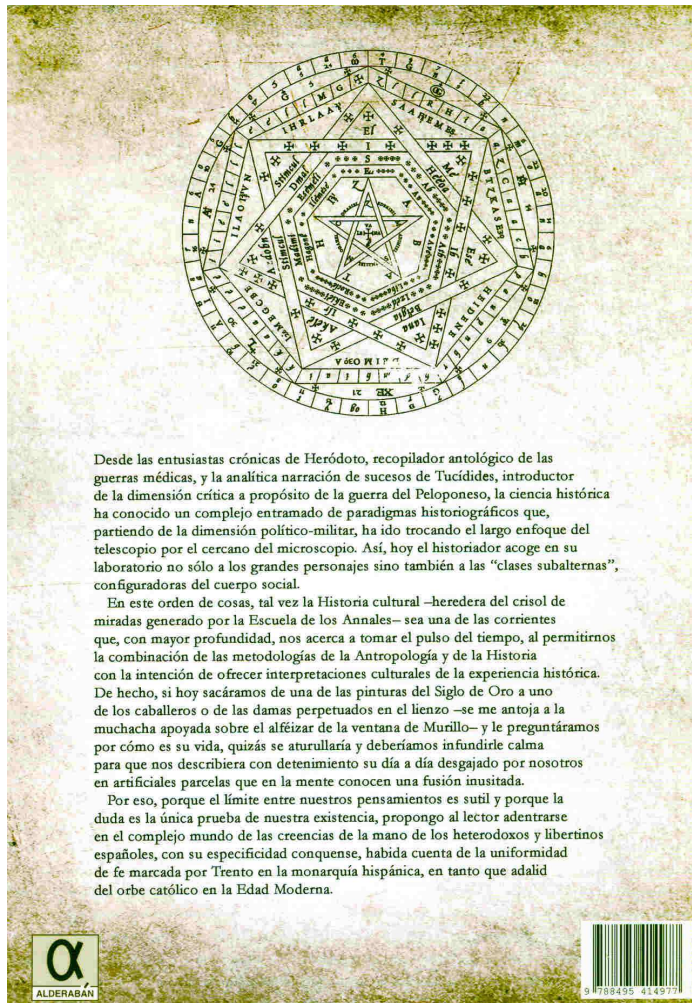 Desde las entusiastas crónicas de Heródoto, recopilador antológico de las
guerras médicas, y la analítica narración de sucesos de Tucídides, introductor
de la dimensión crítica a propósito de la guerra del Peloponeso, la ciencia histórica
ha conocido un complejo entramado de paradigmas historiográficos que,
partiendo de la dimensión político-militar, ha ido trocando el largo enfoque del
telescopio por el cercano del microscopio. Así, hoy el historiador acoge en su
laboratorio no sólo a los grandes personajes sino también a las “clases subalternas”,
configuradoras del cuerpo social.
En este orden de cosas, tal vez la Historia cultural –heredera del crisol de
miradas generado por la Escuela de los Annales– sea una de las corrientes
que, con mayor profundidad, nos acerca a tomar el pulso del tiempo, al permitirnos
la combinación de las metodologías de la Antropología y de la Historia
con la intención de ofrecer interpretaciones culturales de la experiencia histórica.
De hecho, si hoy sacáramos de una de las pinturas del Siglo de Oro a uno
de los caballeros o de las damas perpetuados en el lienzo –se me antoja a la
muchacha apoyada sobre el alféizar de la ventana de Murillo– y le preguntáramos
por cómo es su vida, quizás se aturullaría y deberíamos infundirle calma
para que nos describiera con detenimiento su día a día desgajado por nosotros
en artificiales parcelas que en la mente conocen una fusión inusitada.
Por eso, porque el límite entre nuestros pensamientos es sutil y porque la
duda es la única prueba de nuestra existencia, propongo al lector adentrarse
en el complejo mundo de las creencias de la mano de los heterodoxos y libertinos
españoles, con su especificidad conquense, habida cuenta de la uniformidad
de fe marcada por Trento en la monarquía hispánica, en tanto que adalid
del orbe católico en la Edad Moderna.
α
ALDERABÁN
9 788495 414977